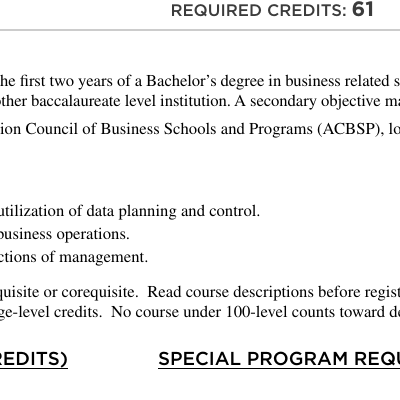 REQUIRED CREDITS: 61
he first two years of a Bachelor's degree in business related s
ther baccalaureate level institution. A secondary objective ma
ion Council of Business Schools and Programs (ACBSP), lo
utilization of data planning and control.
business operations.
ctions of management.
quisite or corequisite. Read course descriptions before regist
ge-level credits. No course under 100-level counts toward de
REDITS) SPECIAL PROGRAM REQU